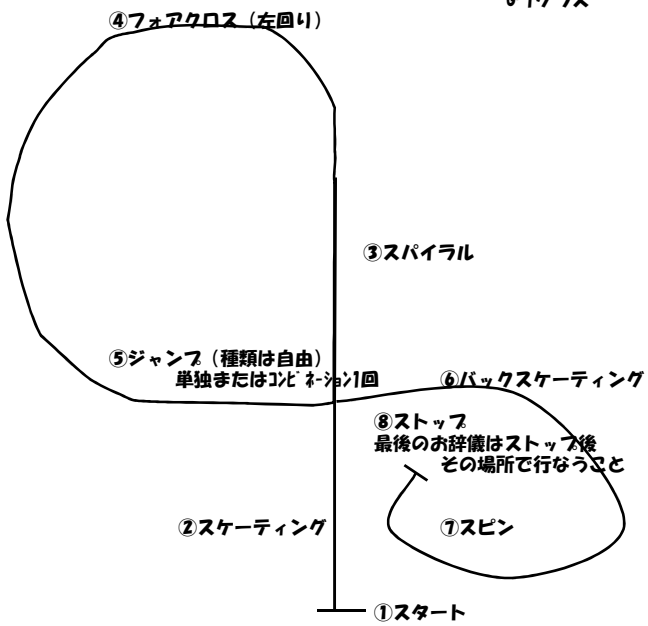 ④フォアクロス（左回り）
③スパイラル
⑤ジャンプ（種類は自由）
単独またはｺﾝﾋﾞﾈｰｼｮﾝ1回
⑥バックスケーティング
⑧ストップ
最後のお辞儀はストップ後
その場所で行なうこと
②スケーティング
⑦スピン
①スタート